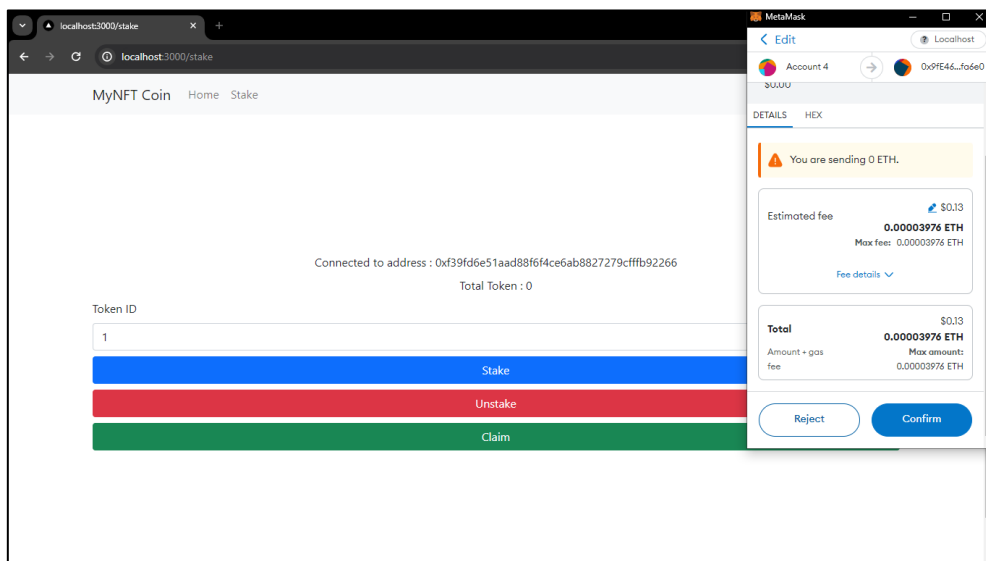 localhost:3000/stake
localhost:3000/stake
MyNFT Coin Home Stake
Connected to address : 0xf39fd6e51aad88f6f4ce6ab8827279cfffb92266
Total Token : 0
Token ID
1
Stake
Unstake
Claim
MetaMask
Edit
Localhost
Account 4
0x9fE46...fa6e0
$0.00
DETAILS HEX
You are sending 0 ETH.
$0.13
Estimated fee
0.00003976 ETH
Max fee: 0.00003976 ETH
Fee details
$0.13
Total
0.00003976 ETH
Amount + gas Max amount:
fee 0.00003976 ETH
Reject Confirm